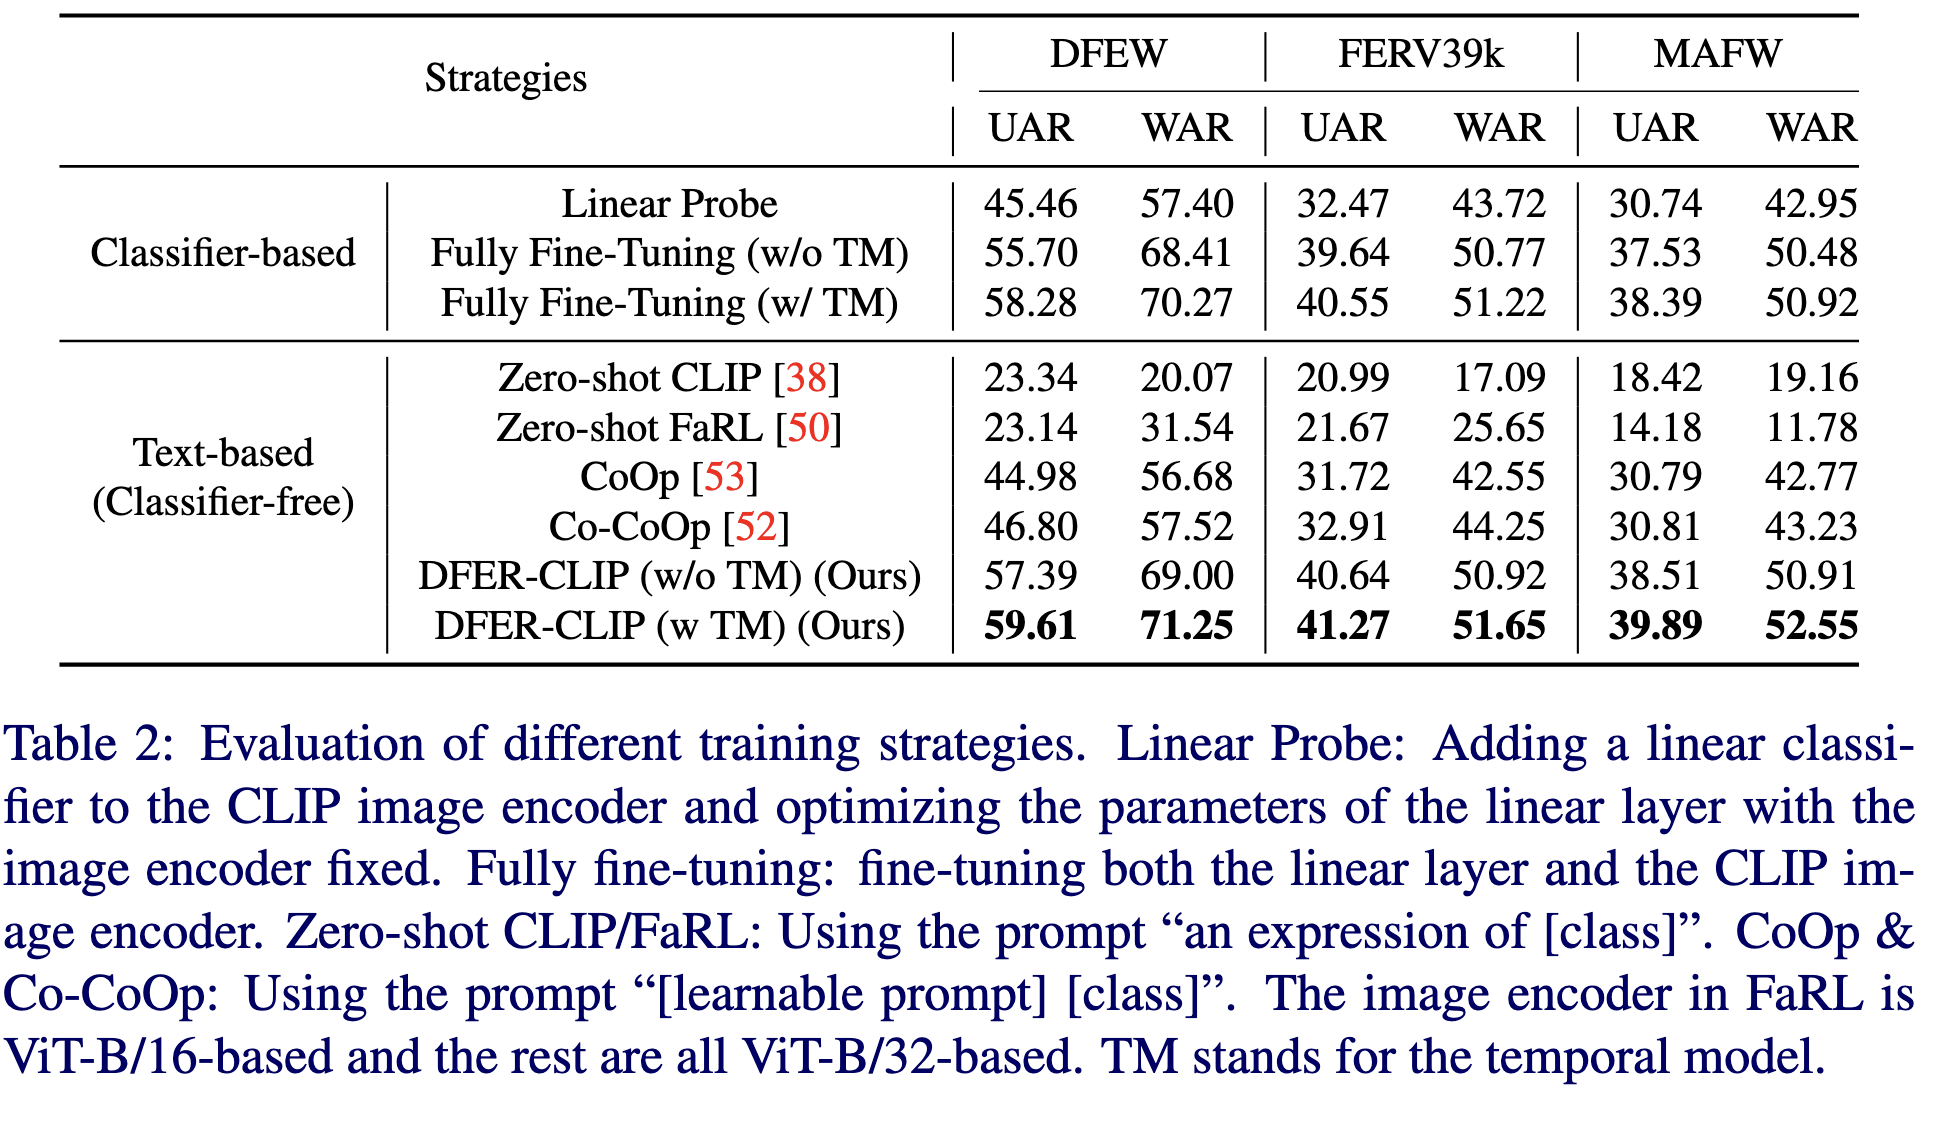 Strategies DFEW FERV39k MAFW
UAR WAR UAR WAR UAR WAR
Classifier-based
Linear Probe 45.46 57.40 32.47 43.72 30.74 42.95
Fully Fine-Tuning (w/o TM) 55.70 68.41 39.64 50.77 37.53 50.48
Fully Fine-Tuning (w/ TM) 58.28 70.27 40.55 51.22 38.39 50.92
Text-based
(Classifier-free)
Zero-shot CLIP [38] 23.34 20.07 20.99 17.09 18.42 19.16
Zero-shot FaRL [50] 23.14 31.54 21.67 25.65 14.18 11.78
CoOp [53] 44.98 56.68 31.72 42.55 30.79 42.77
Co-CoOp [52] 46.80 57.52 32.91 44.25 30.81 43.23
DFER-CLIP (w/o TM) (Ours) 57.39 69.00 40.64 50.92 38.51 50.91
DFER-CLIP (w TM) (Ours) 59.61 71.25 41.27 51.65 39.89 52.55
Table 2: Evaluation of different training strategies. Linear Probe: Adding a linear classi-
fier to the CLIP image encoder and optimizing the parameters of the linear layer with the
image encoder fixed. Fully fine-tuning: fine-tuning both the linear layer and the CLIP im-
age encoder. Zero-shot CLIP/FaRL: Using the prompt “an expression of [class]”. CoOp &
Co-CoOp: Using the prompt “[learnable prompt] [class]”. The image encoder in FaRL is
ViT-B/16-based and the rest are all ViT-B/32-based. TM stands for the temporal model.